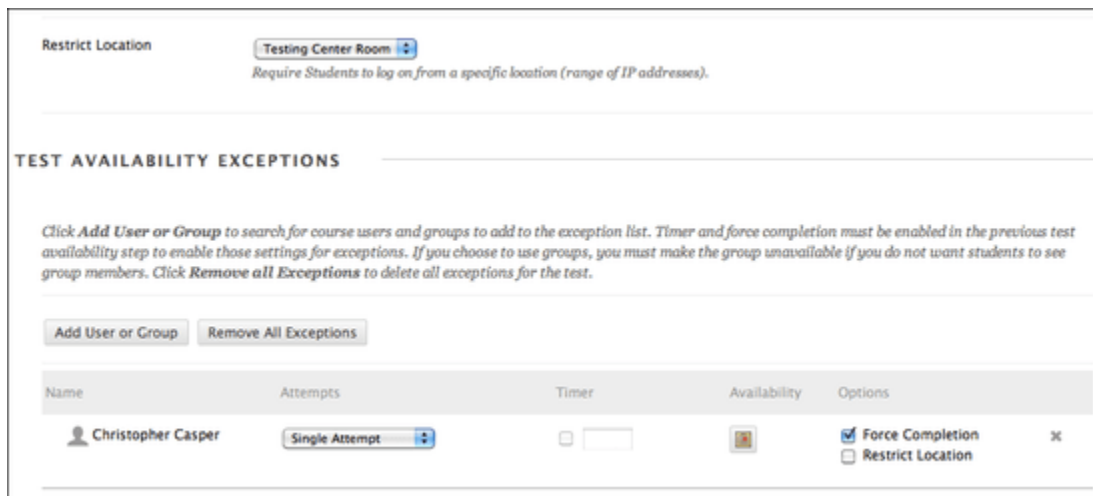 Restrict Location
Testing Center Room
Require Students to log on from a specific location (range of IP addresses).
TEST AVAILABILITY EXCEPTIONS
Click Add User or Group to search for course users and groups to add to the exception list. Timer and force completion must be enabled in the previous test
availability step to enable those settings for exceptions. If you choose to use groups, you must make the group unavailable if you do not want students to see
group members. Click Remove all Exceptions to delete all exceptions for the test.
Add User or Group Remove All Exceptions
Name Attempts Timer Availability Options
Christopher Casper Single Attempt Force Completion
Restrict Location